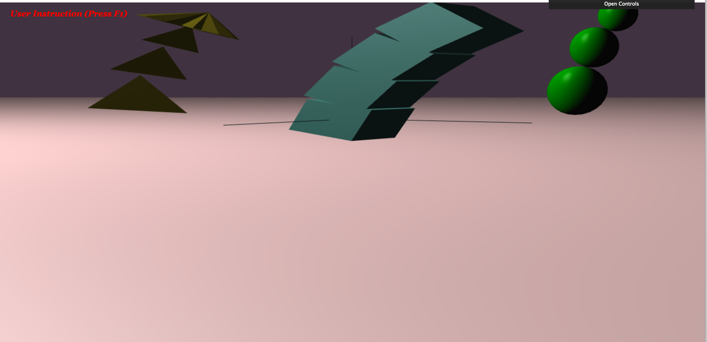 User Instruction (Press F1)
Open Controls